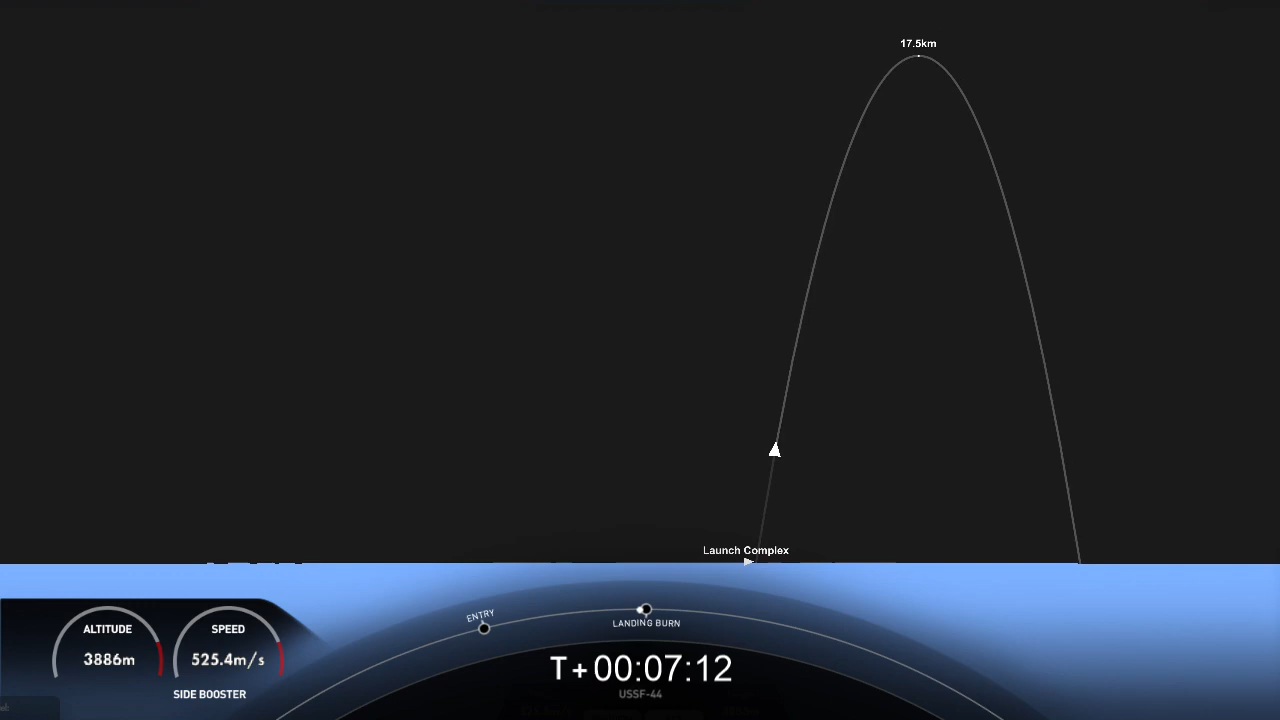 17.5km
Launch Complex
ENTRY
LANDING BURN
ALTITUDE
3886m
SPEED
525.4m/s
SIDE BOOSTER
T+00:07:12
USSF-44